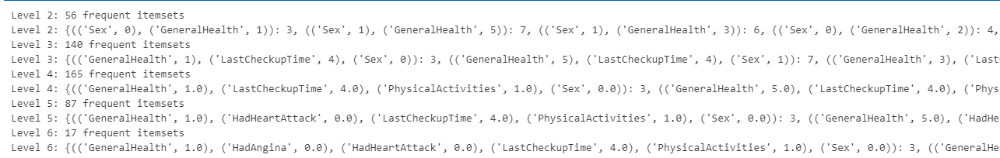 Level 2: 56 frequent itemsets
Level 2: {(('Sex', 0), ('GeneralHealth', 1)): 3, (('Sex', 1), ('GeneralHealth', 5)): 7, (('Sex', 1), ('GeneralHealth', 3)): 6, (('Sex', 0), ('GeneralHealth', 2)): 4,
Level 3: 140 frequent itemsets
Level 3: {(('GeneralHealth', 1), ('LastCheckupTime', 4), ('Sex', 0)): 3, (('GeneralHealth', 5), ('LastCheckupTime', 4), ('Sex', 1)): 7, (('GeneralHealth', 3), ('Last
Level 4: 165 frequent itemsets
Level 4: {(('GeneralHealth', 1.0), ('LastCheckupTime', 4.0), ('PhysicalActivities', 1.0), ('Sex', 0.0)): 3, (('GeneralHealth', 5.0), ('LastCheckupTime', 4.0), ('Phys
Level 5: 87 frequent itemsets
Level 5: {(('GeneralHealth', 1.0), ('HadHeartAttack', 0.0), ('LastCheckupTime', 4.0), ('PhysicalActivities', 1.0), ('Sex', 0.0)): 3, (('GeneralHealth', 5.0), ('HadHe
Level 6: 17 frequent itemsets
Level 6: {(('GeneralHealth', 1.0), ('HadAngina', 0.0), ('HadHeartAttack', 0.0), ('LastCheckupTime', 4.0), ('PhysicalActivities', 1.0), ('Sex', 0.0)): 3, (('GeneralHe